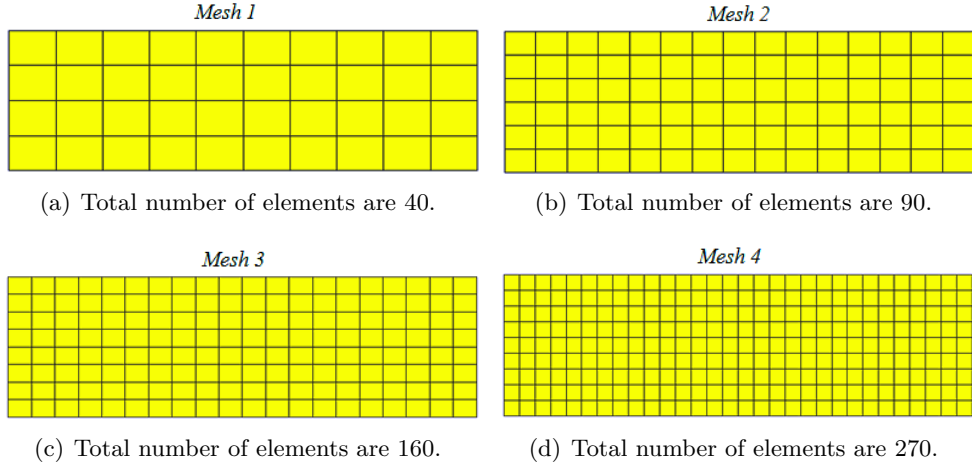 Mesh 1
Mesh 2
(a) Total number of elements are 40.
(b) Total number of elements are 90.
Mesh 3
Mesh 4
(c) Total number of elements are 160.
(d) Total number of elements are 270.